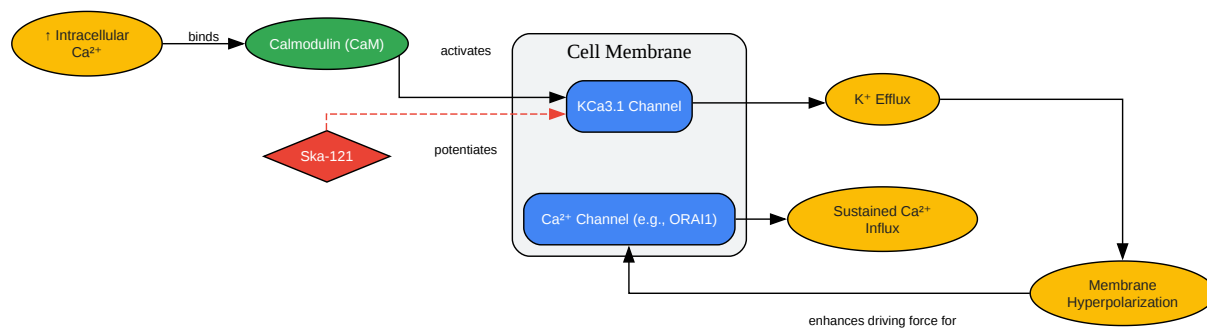 ↑ Intracellular
Ca²⁺
binds
Calmodulin (CaM)
activates
Cell Membrane
KCa3.1 Channel
K⁺ Efflux
Ska-121
potentiates
Ca²⁺ Channel (e.g., ORAI1)
Sustained Ca²⁺
Influx
Membrane
Hyperpolarization
enhances driving force for